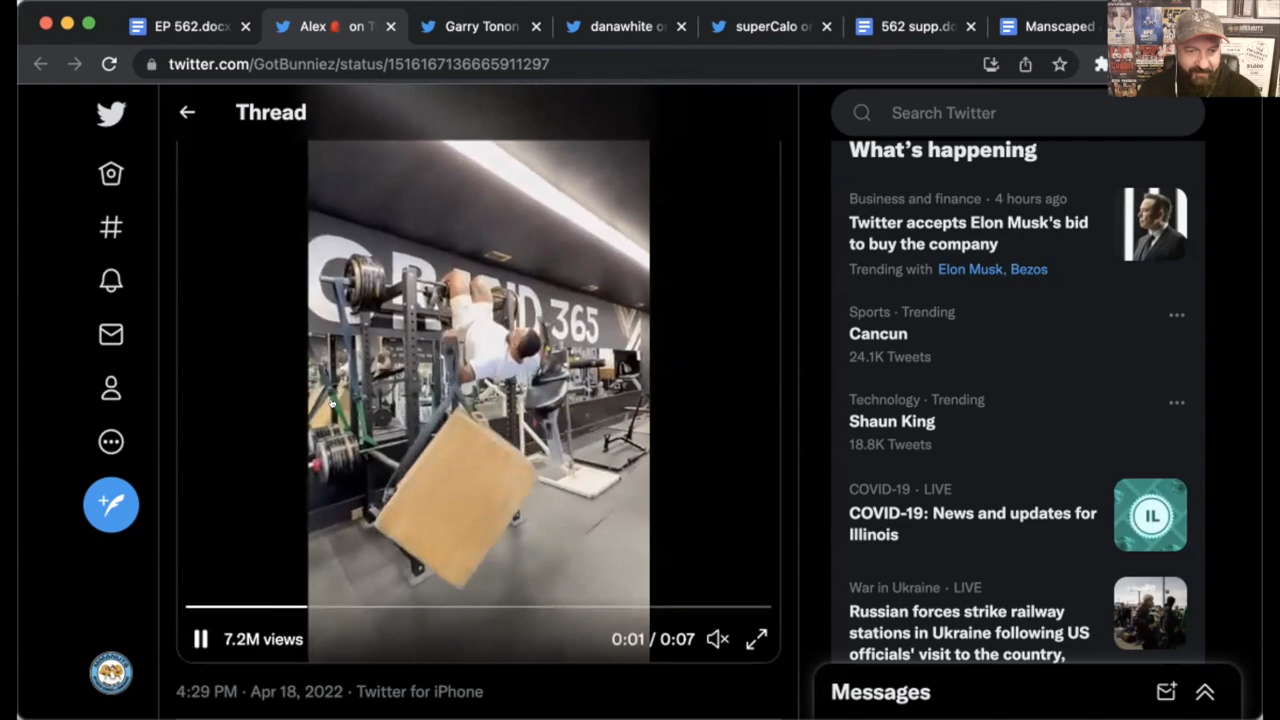 EP 562.docx
Alex on T
Garry Tonon
danawhite on
superCalo on
562 supp.do
Manscaped
twitter.com/GotBunniez/status/1516167136665911297
Thread
Search Twitter
What's happening
Business and finance · 4 hours ago
Twitter accepts Elon Musk's bid
to buy the company
Trending with Elon Musk, Bezos
Sports · Trending
Cancun
24.1K Tweets
Technology · Trending
Shaun King
18.8K Tweets
COVID-19 · LIVE
COVID-19: News and updates for
Illinois
IL
War in Ukraine · LIVE
Russian forces strike railway
stations in Ukraine following US
officials' visit to the country,
365
7.2M views
0:01 / 0:07
4:29 PM · Apr 18, 2022 · Twitter for iPhone
Messages